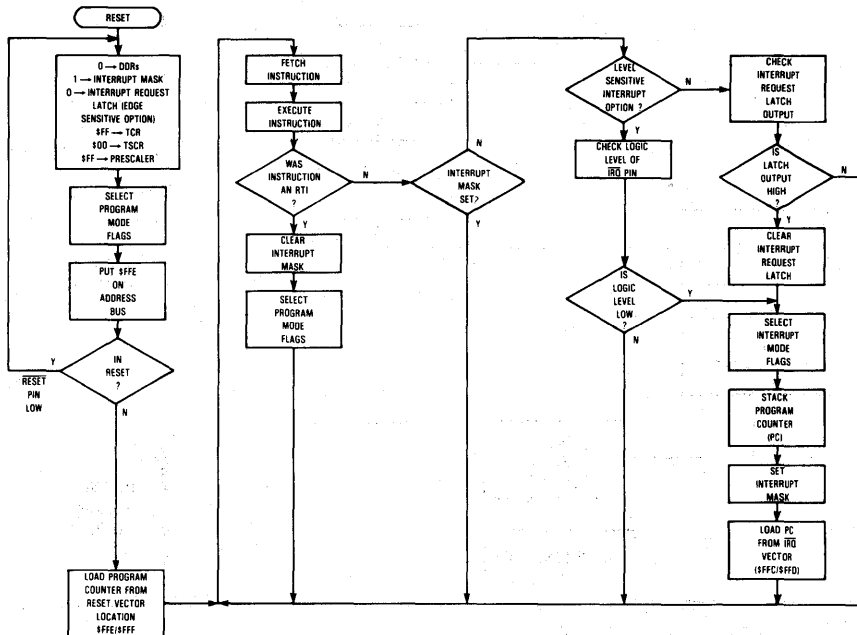 RESET
0 → DDRs
1 → INTERRUPT MASK
0 → INTERRUPT REQUEST
LATCH (EDGE
SENSITIVE OPTION)
$FF → TCR
$00 → TSCR
$FF → PRESCALER
SELECT
PROGRAM
MODE
FLAGS
PUT $FFE
ON
ADDRESS
BUS
IN
RESET
?
Y
RESET
PIN
LOW
N
LOAD PROGRAM
COUNTER FROM
RESET VECTOR
LOCATION
$FFE/$FFF
FETCH
INSTRUCTION
EXECUTE
INSTRUCTION
WAS
INSTRUCTION
AN RTI
?
N
Y
CLEAR
INTERRUPT
MASK
SELECT
PROGRAM
MODE
FLAGS
INTERRUPT
MASK
SET?
N
Y
LEVEL
SENSITIVE
INTERRUPT
OPTION ?
N
Y
CHECK LOGIC
LEVEL OF
IRQ PIN
IS
LOGIC
LEVEL
LOW
?
Y
N
CHECK
INTERRUPT
REQUEST
LATCH
OUTPUT
IS
LATCH
OUTPUT
HIGH
?
N
Y
CLEAR
INTERRUPT
REQUEST
LATCH
SELECT
INTERRUPT
MODE
FLAGS
STACK
PROGRAM
COUNTER
(PC)
SET
INTERRUPT
MASK
LOAD PC
FROM IRQ
VECTOR
($FFC/$FFD)